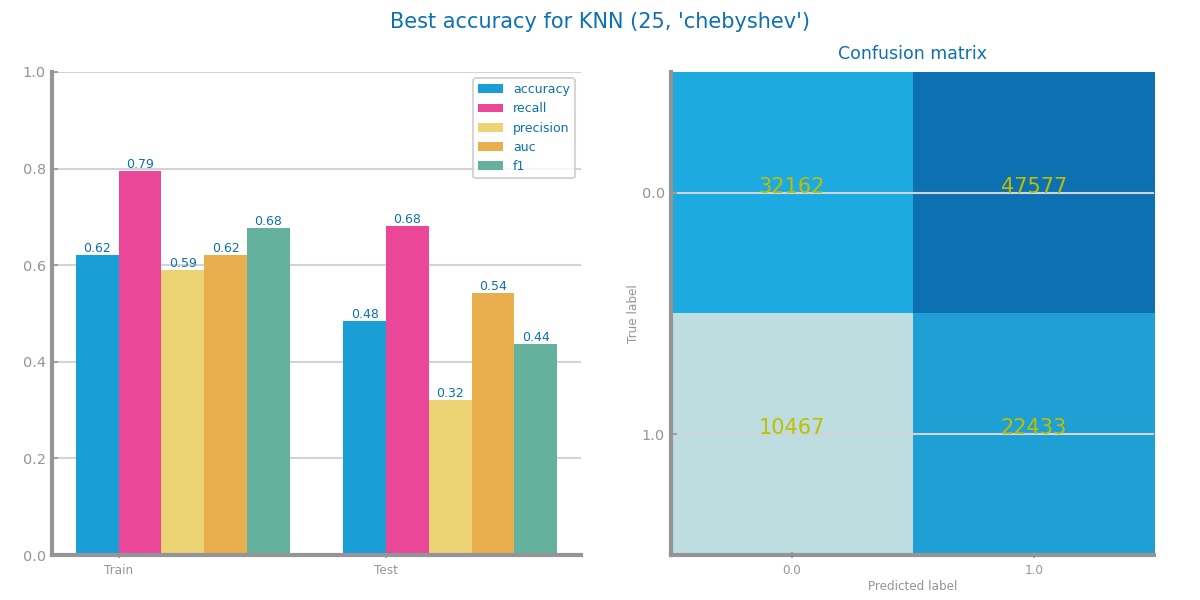 Best accuracy for KNN (25, 'chebyshev')
1.0
0.8
0.6
0.4
0.2
0.0
accuracy
recall
precision
auc
f1
0.62
0.79
0.59
0.62
0.68
0.48
0.68
0.32
0.54
0.44
Train
Test
Confusion matrix
True label
0.0
1.0
32162
47577
10467
22433
0.0
1.0
Predicted label